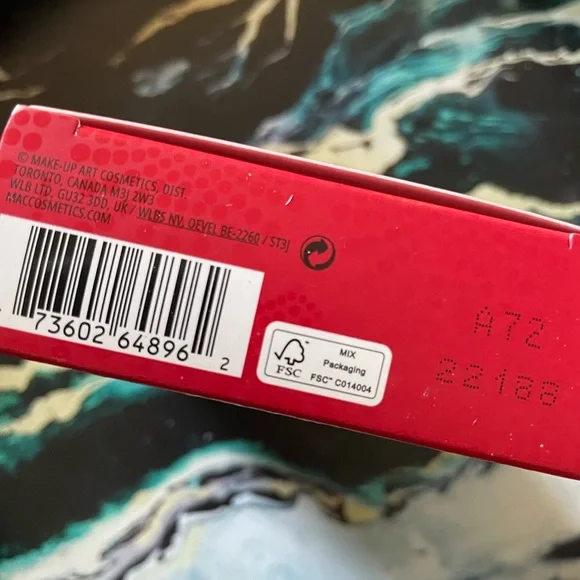 © MAKE-UP ART COSMETICS, DIST.
TORONTO, CANADA M3J 2W3
WLB LTD, GU32 3DD, UK / WLBS NV, OEVEL BE-2260 / ST3J
MACCOSMETICS.COM
73602 64896 2
FSC
MIX
Packaging
FSC™ C014004
A72
22188